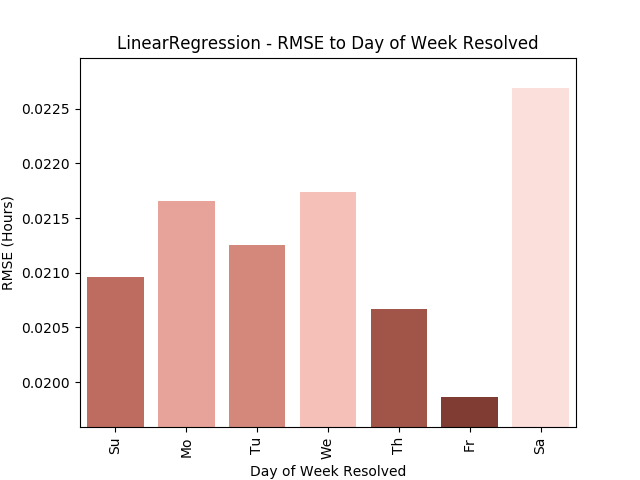 LinearRegression - RMSE to Day of Week Resolved
RMSE (Hours)
0.0225
0.0220
0.0215
0.0210
0.0205
0.0200
Su
Mo
Tu
We
Th
Fr
Sa
Day of Week Resolved